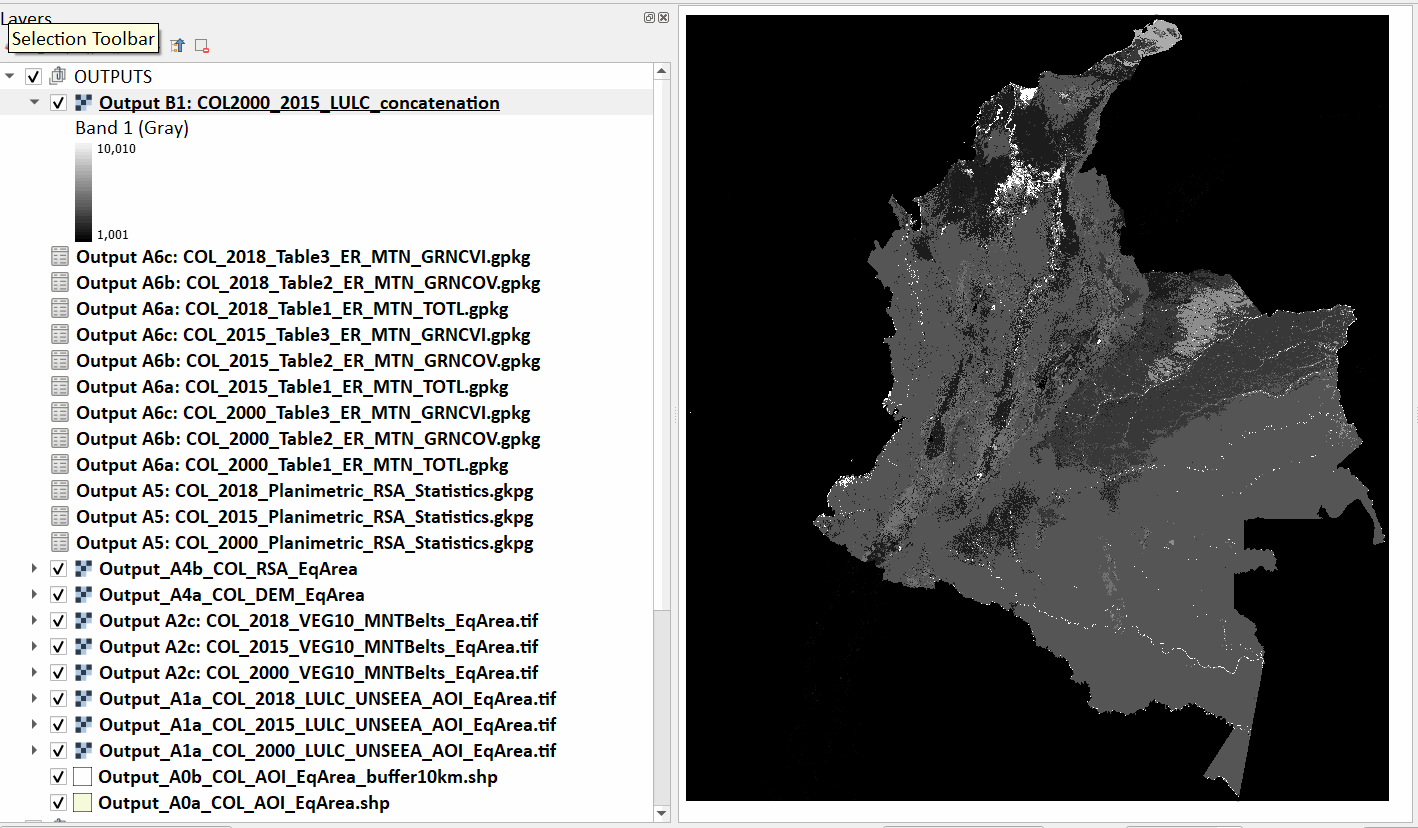 Layers
Selection Toolbar
OUTPUTS
Output B1: COL2000_2015_LULC_concatenation
Band 1 (Gray)
10,010
1,001
Output A6c: COL_2018_Table3_ER_MTN_GRNCVI.gpkg
Output A6b: COL_2018_Table2_ER_MTN_GRNCOV.gpkg
Output A6a: COL_2018_Table1_ER_MTN_TOTL.gpkg
Output A6c: COL_2015_Table3_ER_MTN_GRNCVI.gpkg
Output A6b: COL_2015_Table2_ER_MTN_GRNCOV.gpkg
Output A6a: COL_2015_Table1_ER_MTN_TOTL.gpkg
Output A6c: COL_2000_Table3_ER_MTN_GRNCVI.gpkg
Output A6b: COL_2000_Table2_ER_MTN_GRNCOV.gpkg
Output A6a: COL_2000_Table1_ER_MTN_TOTL.gpkg
Output A5: COL_2018_Planimetric_RSA_Statistics.gkpg
Output A5: COL_2015_Planimetric_RSA_Statistics.gkpg
Output A5: COL_2000_Planimetric_RSA_Statistics.gkpg
Output_A4b_COL_RSA_EqArea
Output_A4a_COL_DEM_EqArea
Output A2c: COL_2018_VEG10_MNTBelts_EqArea.tif
Output A2c: COL_2015_VEG10_MNTBelts_EqArea.tif
Output A2c: COL_2000_VEG10_MNTBelts_EqArea.tif
Output_A1a_COL_2018_LULC_UNSEEA_AOI_EqArea.tif
Output_A1a_COL_2015_LULC_UNSEEA_AOI_EqArea.tif
Output_A1a_COL_2000_LULC_UNSEEA_AOI_EqArea.tif
Output_A0b_COL_AOI_EqArea_buffer10km.shp
Output_A0a_COL_AOI_EqArea.shp